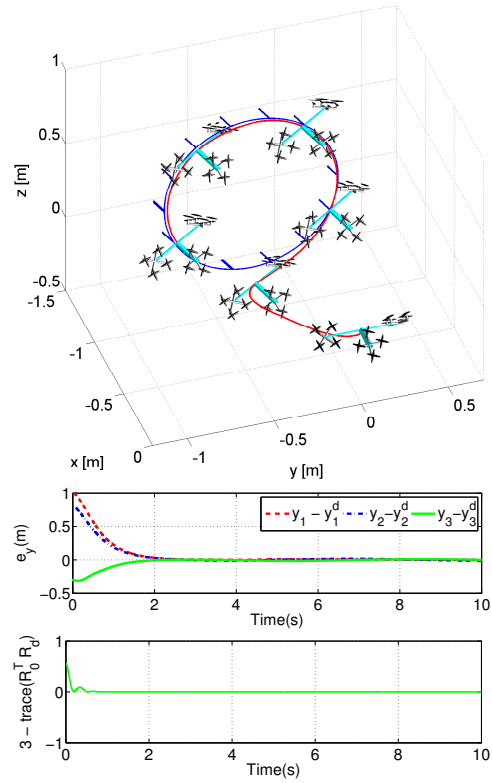 1
0.5
0
-0.5
z [m]
-1.5
-1
-0.5
0
x [m]
-1
-0.5
0
0.5
y [m]
1
0.5
0
-0.5
e_y(m)
y_1 − y_1^d
y_2−y_2^d
y_3−y_3^d
0 2 4 6 8 10
Time(s)
1
0
−1
3 − trace(R_0^T R_d)
0 2 4 6 8 10
Time(s)